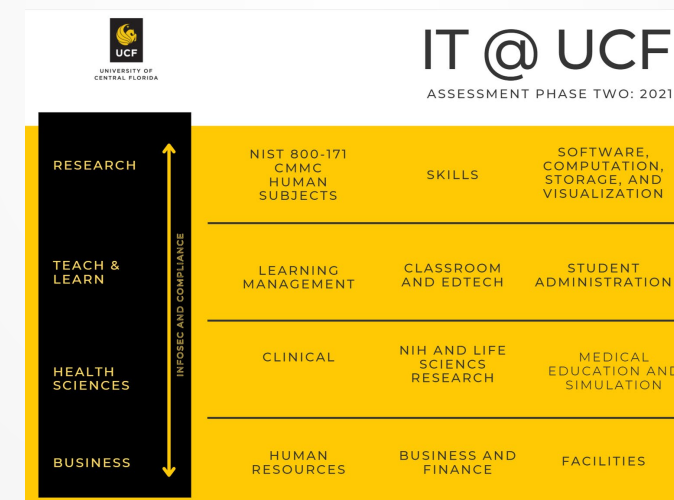 UCF
UNIVERSITY OF
CENTRAL FLORIDA
IT @ UCF
ASSESSMENT PHASE TWO: 2021
INFOSEC AND COMPLIANCE
RESEARCH
NIST 800-171
CMMC
HUMAN
SUBJECTS
SKILLS
SOFTWARE,
COMPUTATION,
STORAGE, AND
VISUALIZATION
TEACH &
LEARN
LEARNING
MANAGEMENT
CLASSROOM
AND EDTECH
STUDENT
ADMINISTRATION
HEALTH
SCIENCES
CLINICAL
NIH AND LIFE
SCIENCS
RESEARCH
MEDICAL
EDUCATION AND
SIMULATION
BUSINESS
HUMAN
RESOURCES
BUSINESS AND
FINANCE
FACILITIES